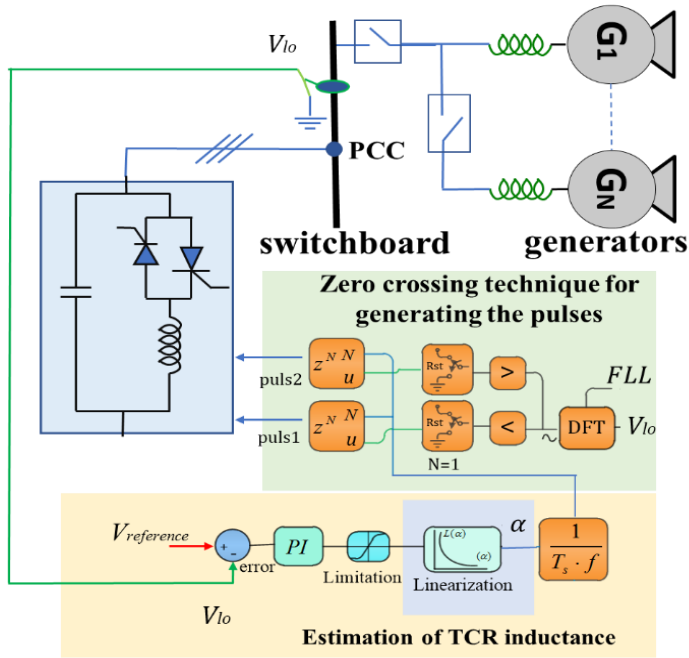 V_lo
G1
PCC
GN
switchboard
generators
Zero crossing technique for
generating the pulses
puls2
z^N N
u
Rst
>
FLL
puls1
z^N N
u
Rst
<
~
DFT
V_lo
N=1
V_reference
+
-
error
PI
Limitation
L(α)
(α)
Linearization
α
1
T_s · f
V_lo
Estimation of TCR inductance